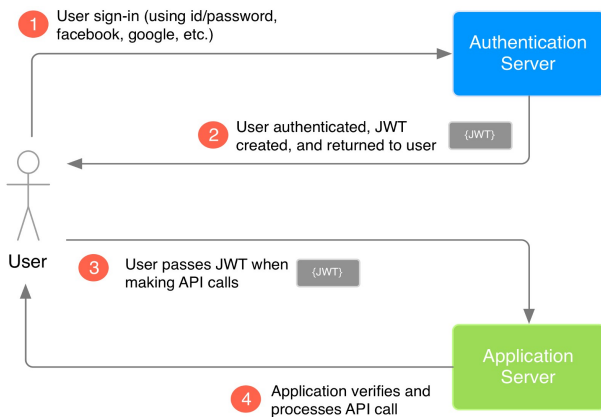 1
User sign-in (using id/password,
facebook, google, etc.)
Authentication
Server
2
User authenticated, JWT
created, and returned to user
{JWT}
User
3
User passes JWT when
making API calls
{JWT}
Application
Server
4
Application verifies and
processes API call